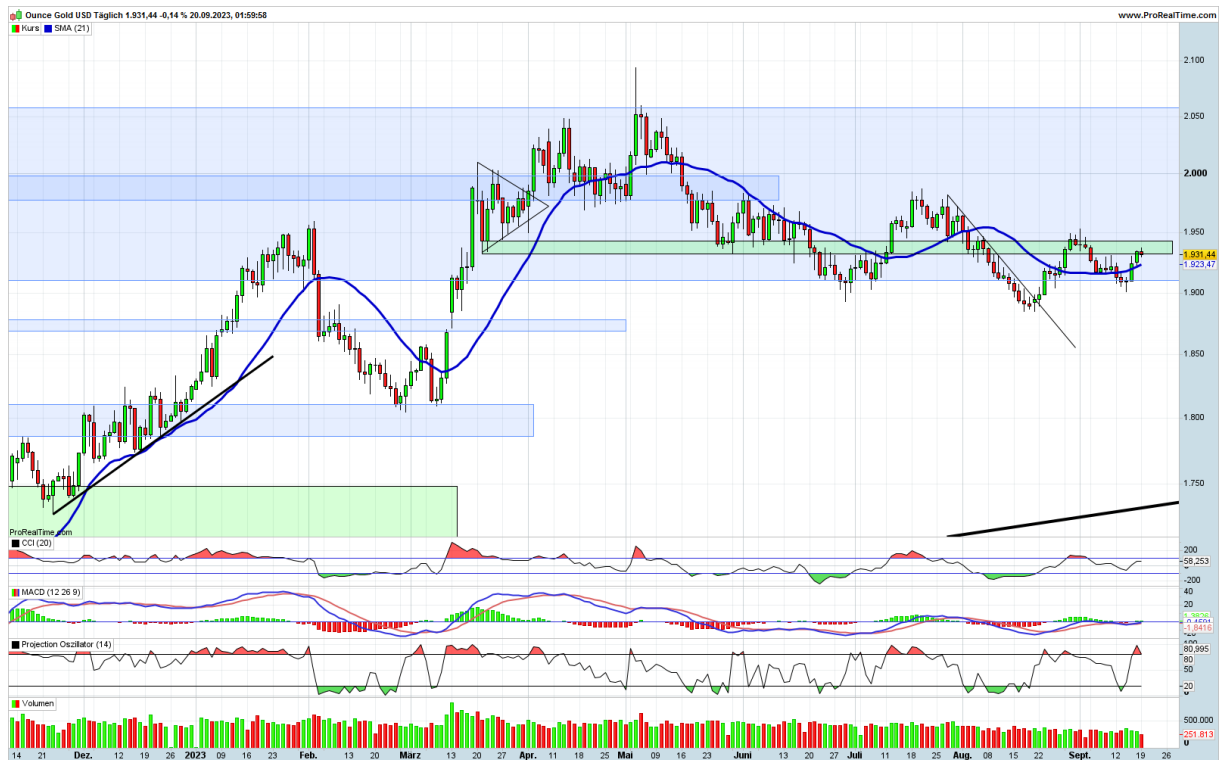 Ounce Gold USD Täglich 1.931,44 -0,14 % 20.09.2023, 01:59:58
www.ProRealTime.com
Kurs SMA (21)
2.100
2.050
2.000
1.950
1.931,44
1.923,47
1.900
1.850
1.800
1.750
ProRealTime.com
CCI (20)
200
58,253
-200
MACD (12 26 9)
40
20
-1,8416
Projection Oszillator (14)
80,995
80
50
20
Volumen
500.000
251.813
0
14 21 Dez. 12 19 26 2023 09 16 23 Feb. 13 20 März 13 20 27 Apr. 11 18 25 Mai 09 16 23 Juni 13 20 27 Juli 11 18 25 Aug. 08 15 22 Sept. 12 19 26